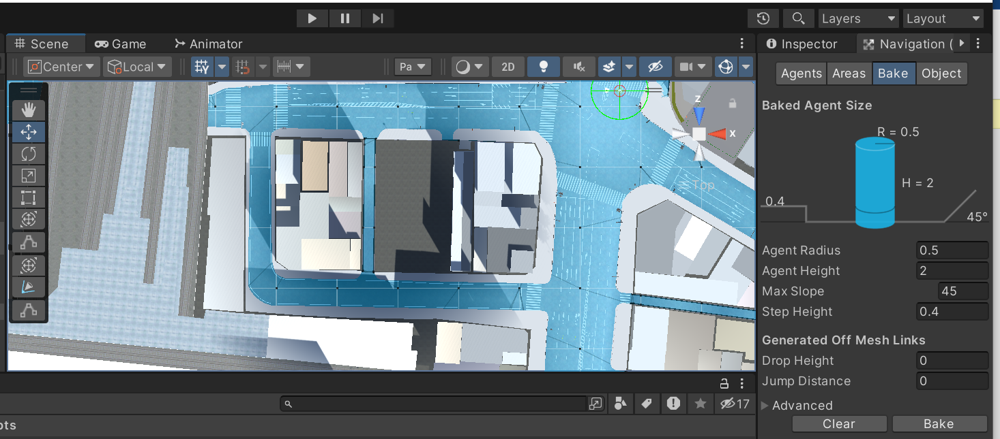 Layers
Layout
Scene
Game
Animator
Inspector
Navigation (
Center
Local
Pa
2D
Agents
Areas
Bake
Object
Baked Agent Size
R = 0.5
H = 2
0.4
45°
z
x
Top
Agent Radius
0.5
Agent Height
2
Max Slope
45
Step Height
0.4
Generated Off Mesh Links
Drop Height
0
Jump Distance
0
Advanced
Clear
Bake
17
ots